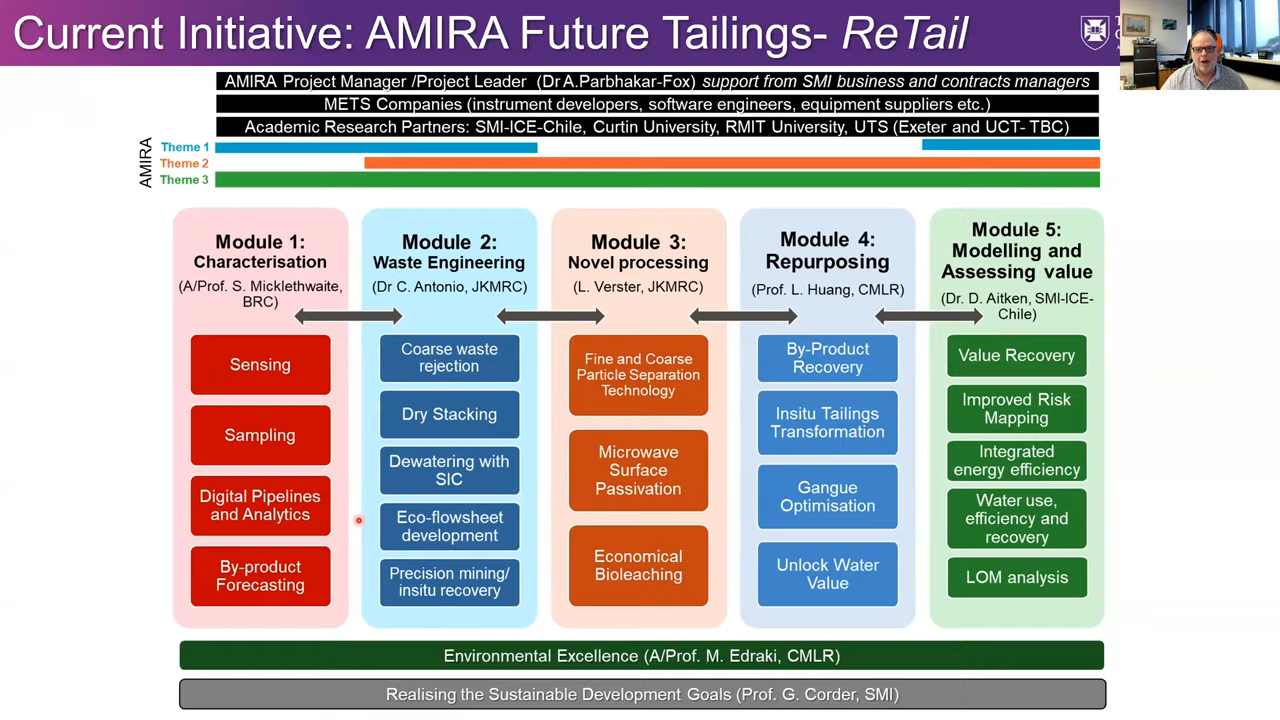 Current Initiative: AMIRA Future Tailings- ReTail
AMIRA Project Manager /Project Leader (Dr A.Parbhakar-Fox) support from SMI business and contracts managers
METS Companies (instrument developers, software engineers, equipment suppliers etc.)
Academic Research Partners: SMI-ICE-Chile, Curtin University, RMIT University, UTS (Exeter and UCT- TBC)
AMIRA
Theme 1
Theme 2
Theme 3
Module 1:
Characterisation
(A/Prof. S. Micklethwaite,
BRC)
Sensing
Sampling
Digital Pipelines
and Analytics
By-product
Forecasting
Module 2:
Waste Engineering
(Dr C. Antonio, JKMRC)
Coarse waste
rejection
Dry Stacking
Dewatering with
SIC
Eco-flowsheet
development
Precision mining/
insitu recovery
Module 3:
Novel processing
(L. Verster, JKMRC)
Fine and Coarse
Particle Separation
Technology
Microwave
Surface
Passivation
Economical
Bioleaching
Module 4:
Repurposing
(Prof. L. Huang, CMLR)
By-Product
Recovery
Insitu Tailings
Transformation
Gangue
Optimisation
Unlock Water
Value
Module 5:
Modelling and
Assessing value
(Dr. D. Aitken, SMI-ICE-
Chile)
Value Recovery
Improved Risk
Mapping
Integrated
energy efficiency
Water use,
efficiency and
recovery
LOM analysis
Environmental Excellence (A/Prof. M. Edraki, CMLR)
Realising the Sustainable Development Goals (Prof. G. Corder, SMI)